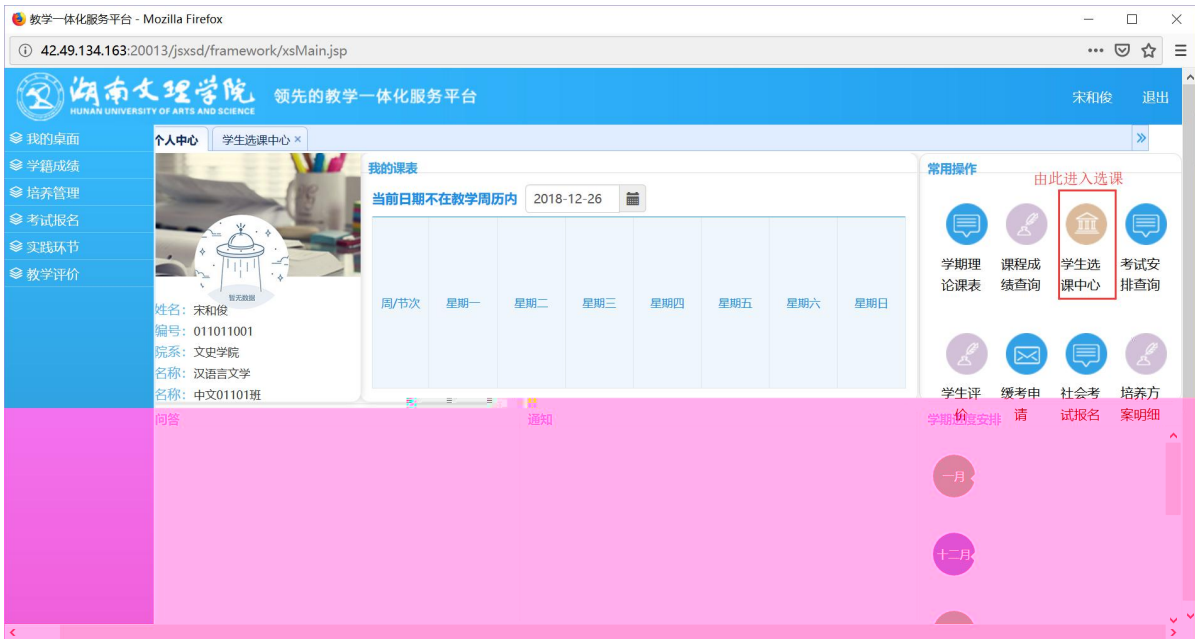 教学一体化服务平台 - Mozilla Firefox
42.49.134.163:20013/jsxsd/framework/xsMain.jsp
湖南文理学院
HUNAN UNIVERSITY OF ARTS AND SCIENCE
领先的教学一体化服务平台
宋和俊 退出
我的桌面
学籍成绩
培养管理
考试报名
实践环节
教学评价
个人中心 学生选课中心 ×
暂无数据
姓名：宋和俊
编号：011011001
院系：文史学院
名称：汉语言文学
名称：中文01101班
我的课表
当前日期不在教学周历内 2018-12-26
周/节次 星期一 星期二 星期三 星期四 星期五 星期六 星期日
常用操作
由此进入选课
学期理
论课表
课程成
绩查询
学生选
课中心
考试安
排查询
学生评
价
缓考申
请
社会考
试报名
培养方
案明细
问答
通知
学期进度安排
一月
十二月